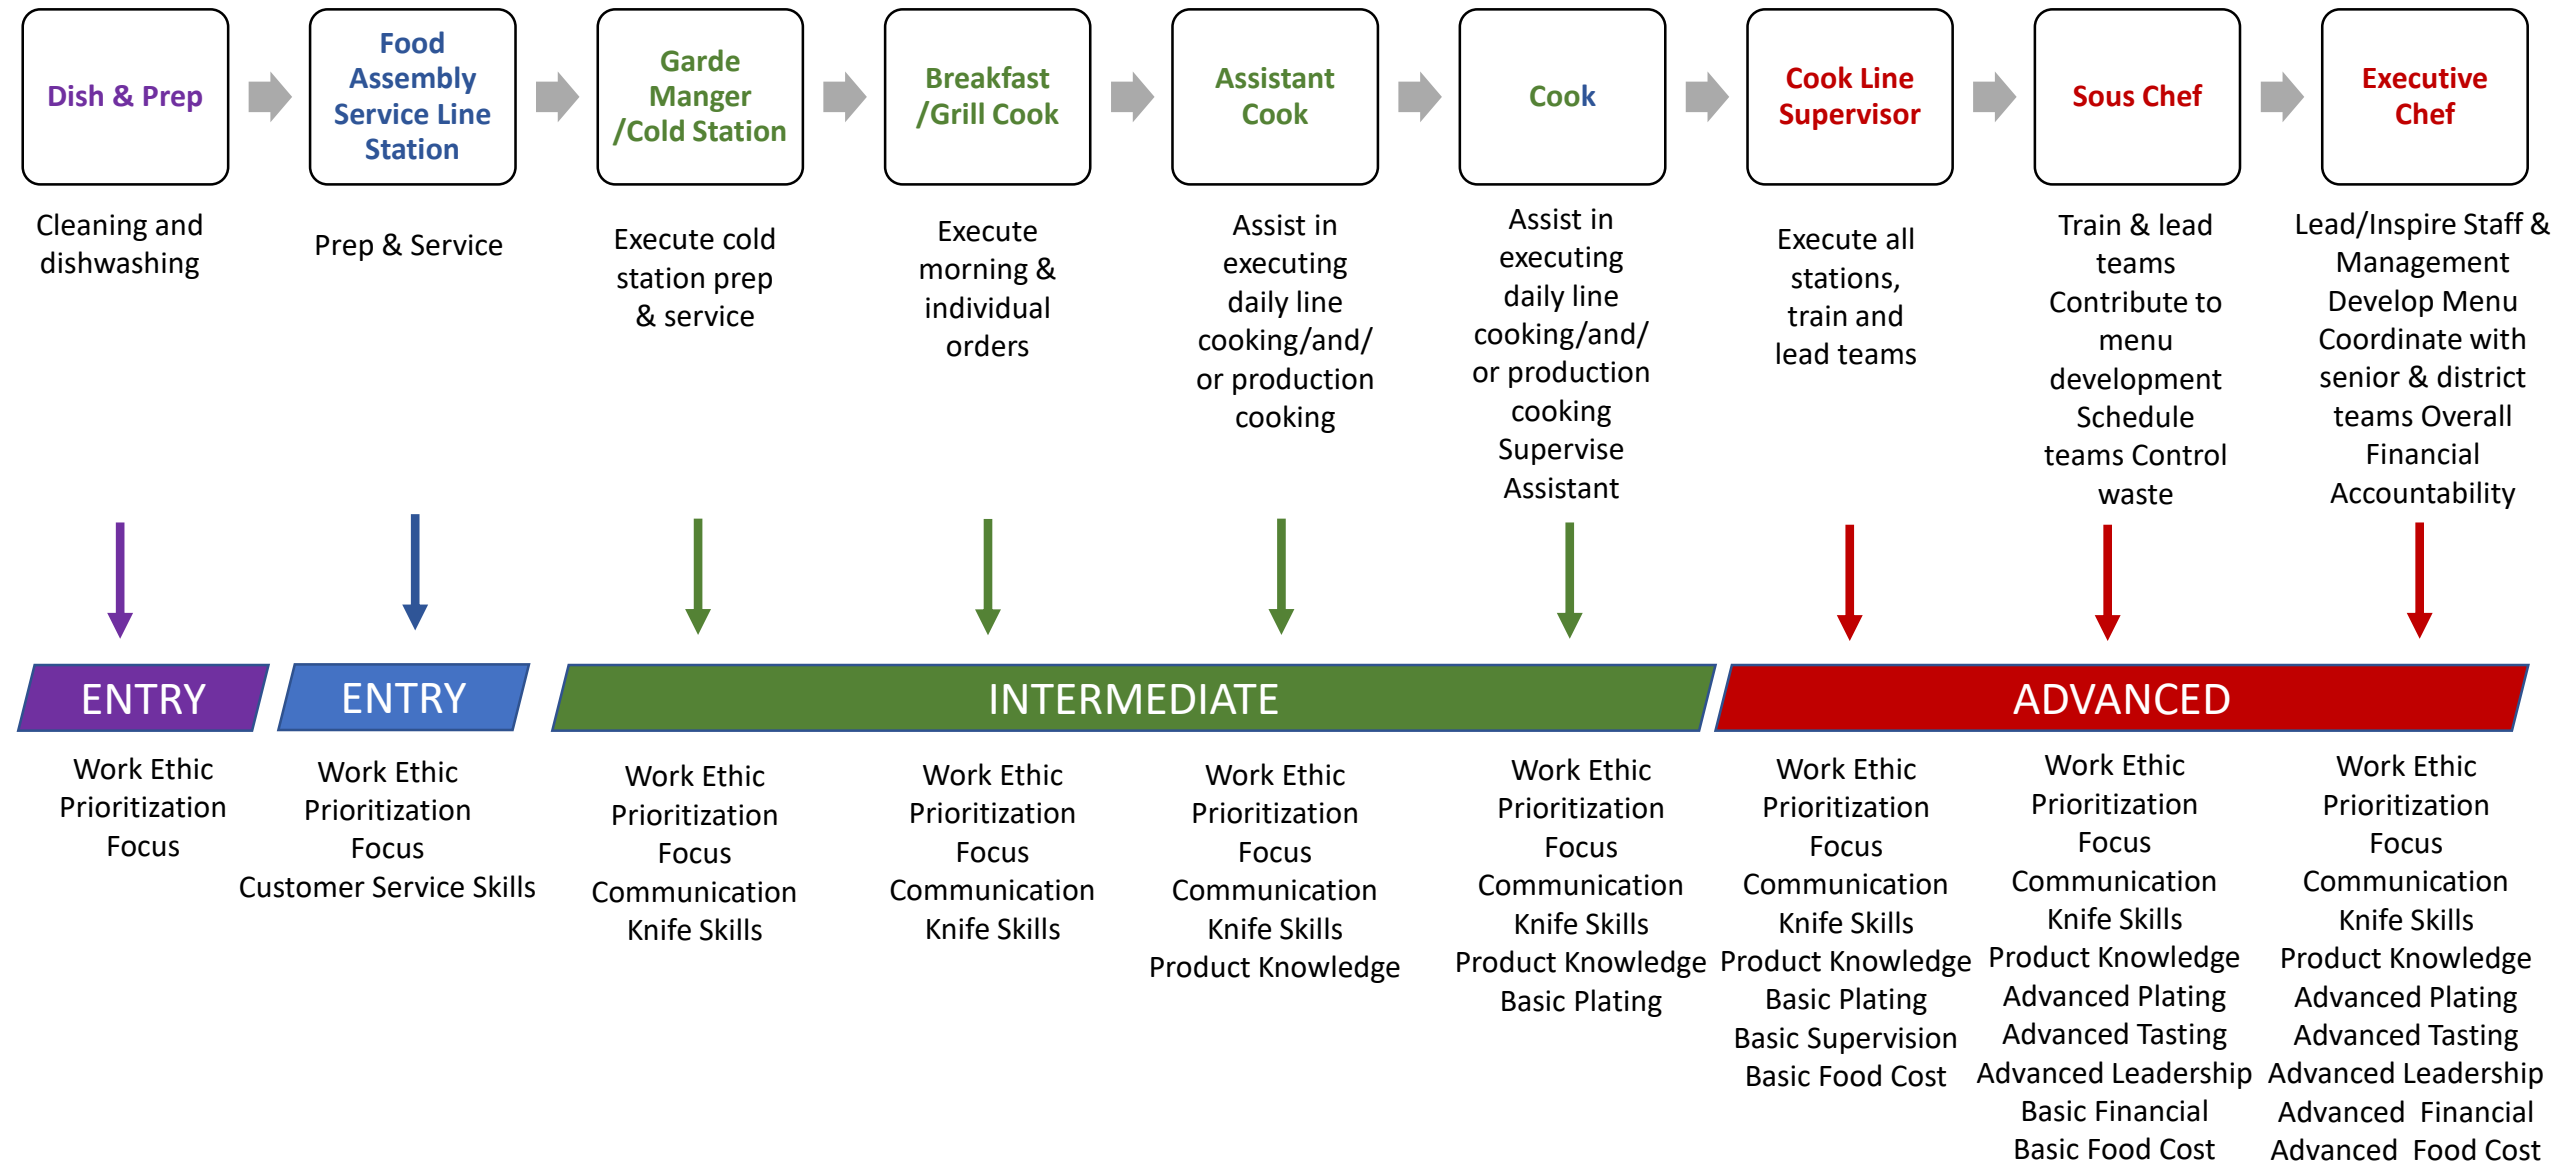 Dish & Prep
Food
Assembly
Service Line
Station
Garde
Manger
/Cold Station
Breakfast
/Grill Cook
Assistant
Cook
Cook
Cook Line
Supervisor
Sous Chef
Executive
Chef
Cleaning and
dishwashing
Prep & Service
Execute cold
station prep
& service
Execute
morning &
individual
orders
Assist in
executing
daily line
cooking/and/
or production
cooking
Assist in
executing
daily line
cooking/and/
or production
cooking
Supervise
Assistant
Execute all
stations,
train and
lead teams
Train & lead
teams
Contribute to
menu
development
Schedule
teams Control
waste
Lead/Inspire Staff &
Management
Develop Menu
Coordinate with
senior & district
teams Overall
Financial
Accountability
ENTRY
ENTRY
INTERMEDIATE
ADVANCED
Work Ethic
Prioritization
Focus
Work Ethic
Prioritization
Focus
Customer Service Skills
Work Ethic
Prioritization
Focus
Communication
Knife Skills
Work Ethic
Prioritization
Focus
Communication
Knife Skills
Work Ethic
Prioritization
Focus
Communication
Knife Skills
Product Knowledge
Work Ethic
Prioritization
Focus
Communication
Knife Skills
Product Knowledge
Basic Plating
Work Ethic
Prioritization
Focus
Communication
Knife Skills
Product Knowledge
Basic Plating
Basic Supervision
Basic Food Cost
Work Ethic
Prioritization
Focus
Communication
Knife Skills
Product Knowledge
Advanced Plating
Advanced Tasting
Advanced Leadership
Basic Financial
Basic Food Cost
Work Ethic
Prioritization
Focus
Communication
Knife Skills
Product Knowledge
Advanced Plating
Advanced Tasting
Advanced Leadership
Advanced Financial
Advanced Food Cost